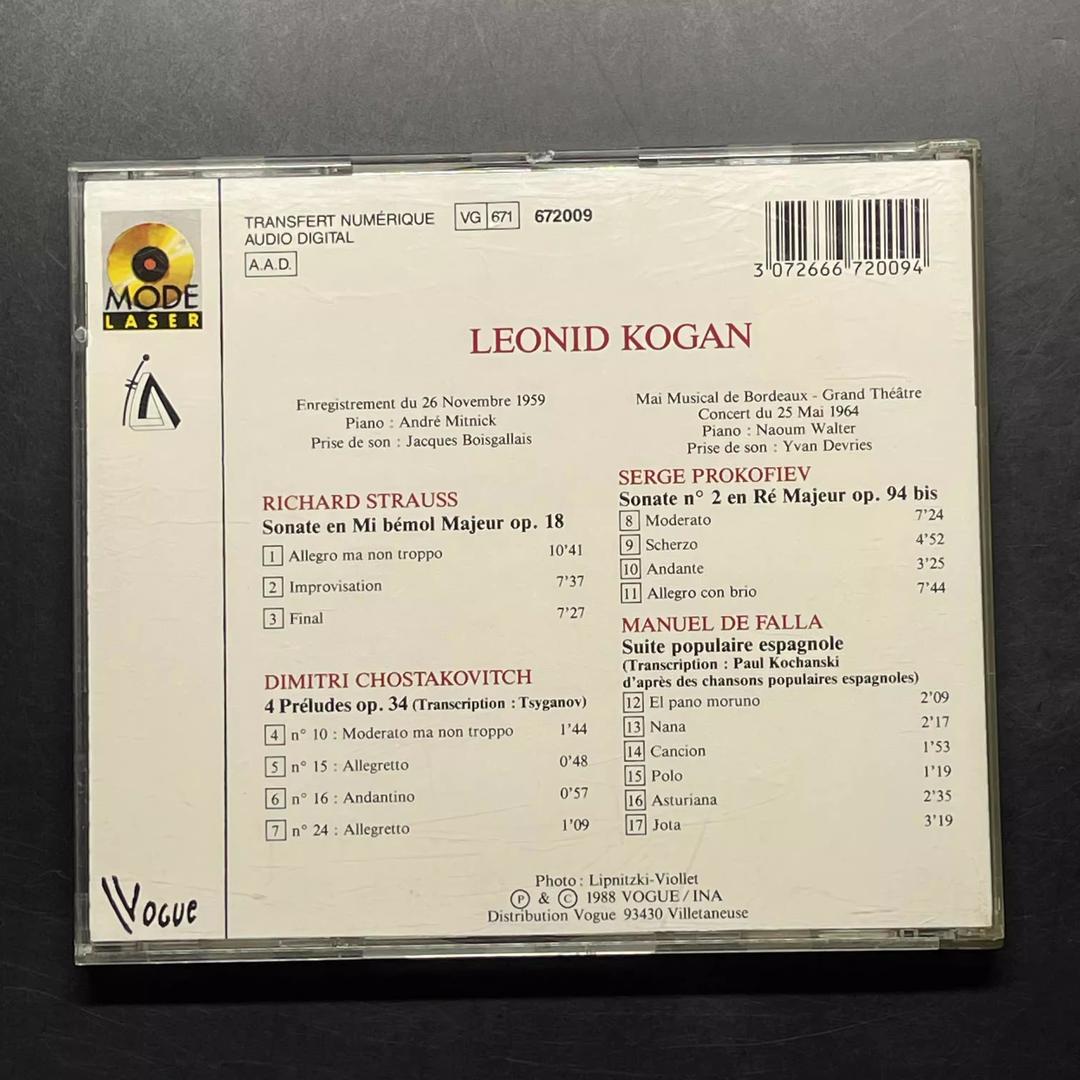 TRANSFERT NUMÉRIQUE
AUDIO DIGITAL
A.A.D.
VG 671 672009
3 072666 720094
MODE
LASER
LEONID KOGAN
Enregistrement du 26 Novembre 1959
Piano : André Mitnick
Prise de son : Jacques Boisgallais
RICHARD STRAUSS
Sonate en Mi bémol Majeur op. 18
1 Allegro ma non troppo 10'41
2 Improvisation 7'37
3 Final 7'27
DIMITRI CHOSTAKOVITCH
4 Préludes op. 34 (Transcription : Tsyganov)
4 n° 10 : Moderato ma non troppo 1'44
5 n° 15 : Allegretto 0'48
6 n° 16 : Andantino 0'57
7 n° 24 : Allegretto 1'09
Mai Musical de Bordeaux - Grand Théâtre
Concert du 25 Mai 1964
Piano : Naoum Walter
Prise de son : Yvan Devries
SERGE PROKOFIEV
Sonate n° 2 en Ré Majeur op. 94 bis
8 Moderato 7'24
9 Scherzo 4'52
10 Andante 3'25
11 Allegro con brio 7'44
MANUEL DE FALLA
Suite populaire espagnole
(Transcription : Paul Kochanski
d'après des chansons populaires espagnoles)
12 El pano moruno 2'09
13 Nana 2'17
14 Cancion 1'53
15 Polo 1'19
16 Asturiana 2'35
17 Jota 3'19
Photo : Lipnitzki-Viollet
℗ & © 1988 VOGUE / INA
Distribution Vogue 93430 Villetaneuse
VOGUE